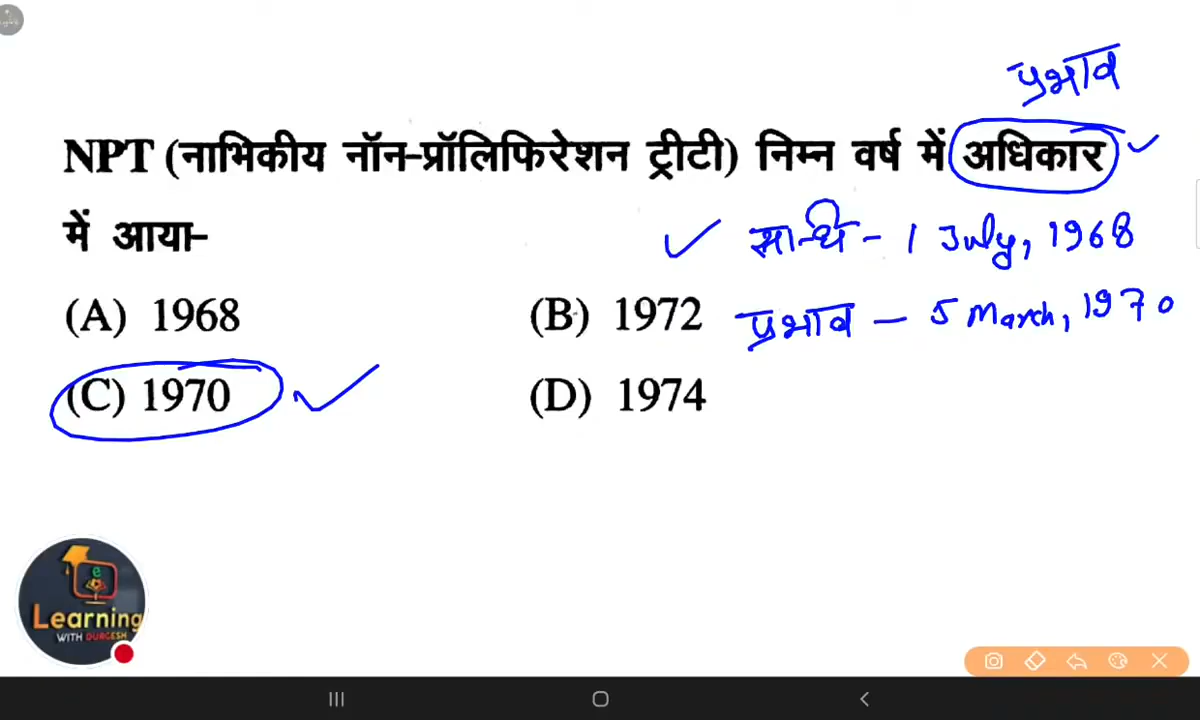 प्रभाव
NPT (नाभिकीय नॉन-प्रॉलिफिरेशन ट्रीटी) निम्न वर्ष में अधिकार
में आया-
सन्धि - 1 July, 1968
(A) 1968
(B) 1972
प्रभाव - 5 March, 1970
(C) 1970
(D) 1974
e
Learning
WITH DURGESH